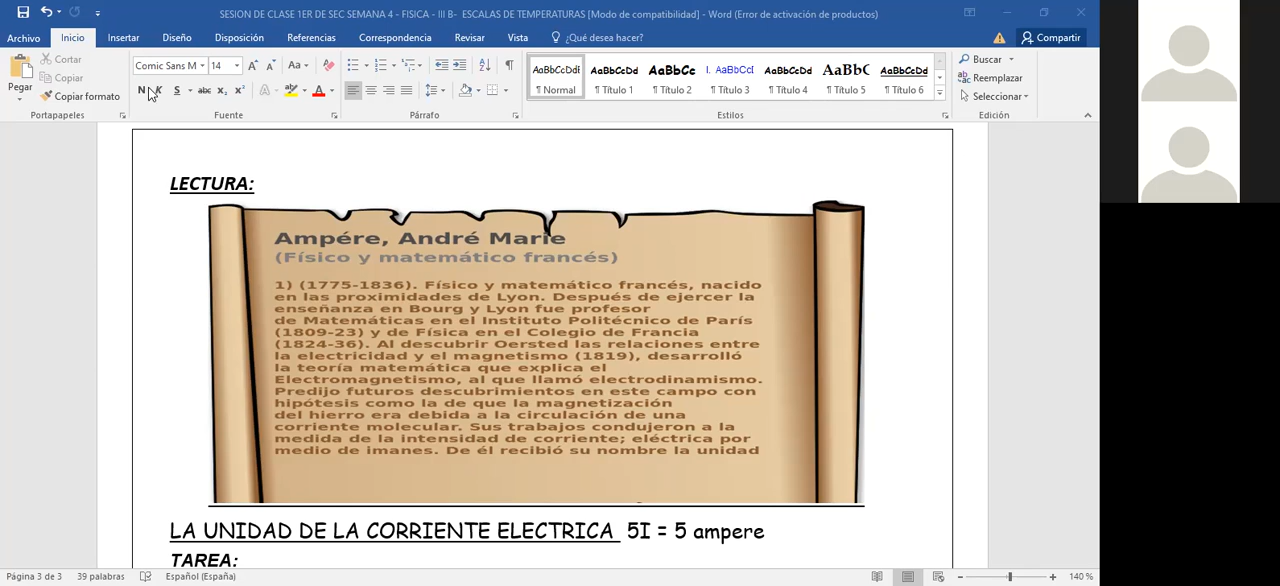 SESION DE CLASE 1ER DE SEC SEMANA 4 - FISICA - III B- ESCALAS DE TEMPERATURAS [Modo de compatibilidad] - Word (Error de activación de productos)
Archivo Inicio Insertar Diseño Disposición Referencias Correspondencia Revisar Vista ¿Qué desea hacer? Compartir
Pegar
Cortar
Copiar
Copiar formato
Portapapeles
Comic Sans M 14
Fuente
Párrafo
AaBbCcDdE AaBbCcDd AaBbCc I. AaBbCcI AaBbCcDd AaBbC AaBbCcDd
¶ Normal ¶ Título 1 ¶ Título 2 ¶ Título 3 ¶ Título 4 ¶ Título 5 ¶ Título 6
Estilos
Buscar
Reemplazar
Seleccionar
Edición
LECTURA:
Ampére, André Marie
(Físico y matemático francés)
1) (1775-1836). Físico y matemático francés, nacido
en las proximidades de Lyon. Después de ejercer la
enseñanza en Bourg y Lyon fue profesor
de Matemáticas en el Instituto Politécnico de París
(1809-23) y de Física en el Colegio de Francia
(1824-36). Al descubrir Oersted las relaciones entre
la electricidad y el magnetismo (1819), desarrolló
la teoría matemática que explica el
Electromagnetismo, al que llamó electrodinamismo.
Predijo futuros descubrimientos en este campo con
hipótesis como la de que la magnetización
del hierro era debida a la circulación de una
corriente molecular. Sus trabajos condujeron a la
medida de la intensidad de corriente; eléctrica por
medio de imanes. De él recibió su nombre la unidad
LA UNIDAD DE LA CORRIENTE ELECTRICA 5I = 5 ampere
TAREA:
Página 3 de 3 39 palabras Español (España) 140 %